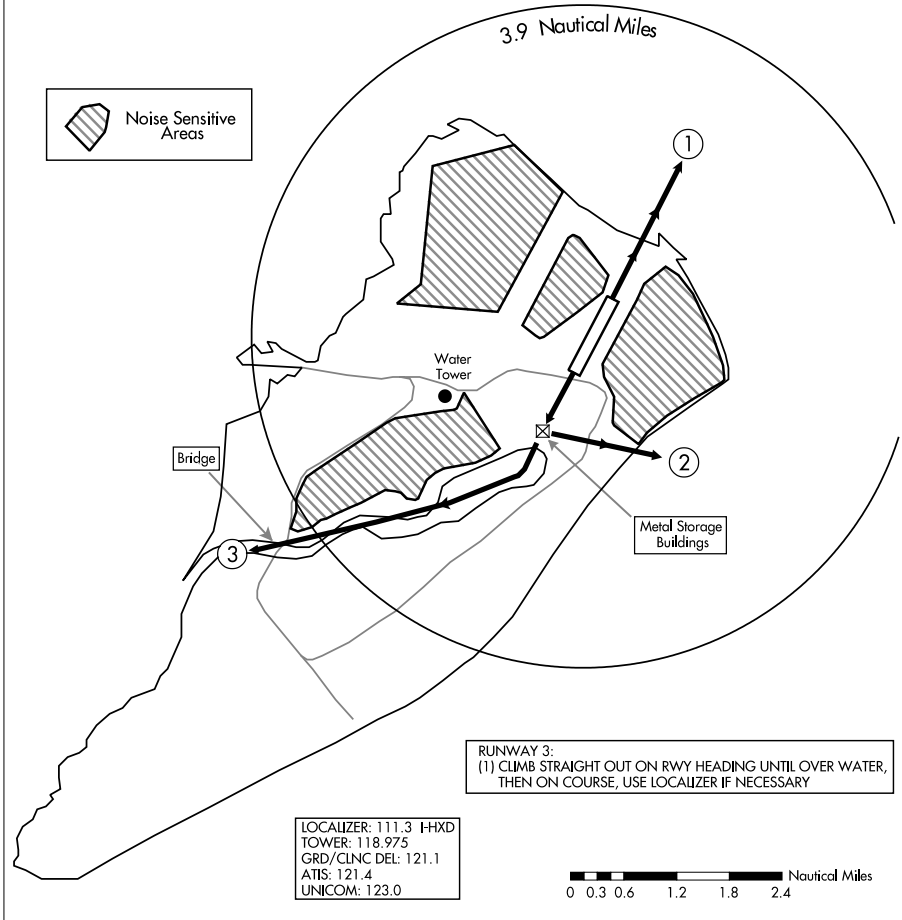 3.9 Nautical Miles
Noise Sensitive
Areas
1
Water
Tower
Bridge
2
Metal Storage
Buildings
3
RUNWAY 3:
(1) CLIMB STRAIGHT OUT ON RWY HEADING UNTIL OVER WATER,
THEN ON COURSE, USE LOCALIZER IF NECESSARY
LOCALIZER: 111.3 I-HXD
TOWER: 118.975
GRD/CLNC DEL: 121.1
ATIS: 121.4
UNICOM: 123.0
Nautical Miles
0 0.3 0.6 1.2 1.8 2.4